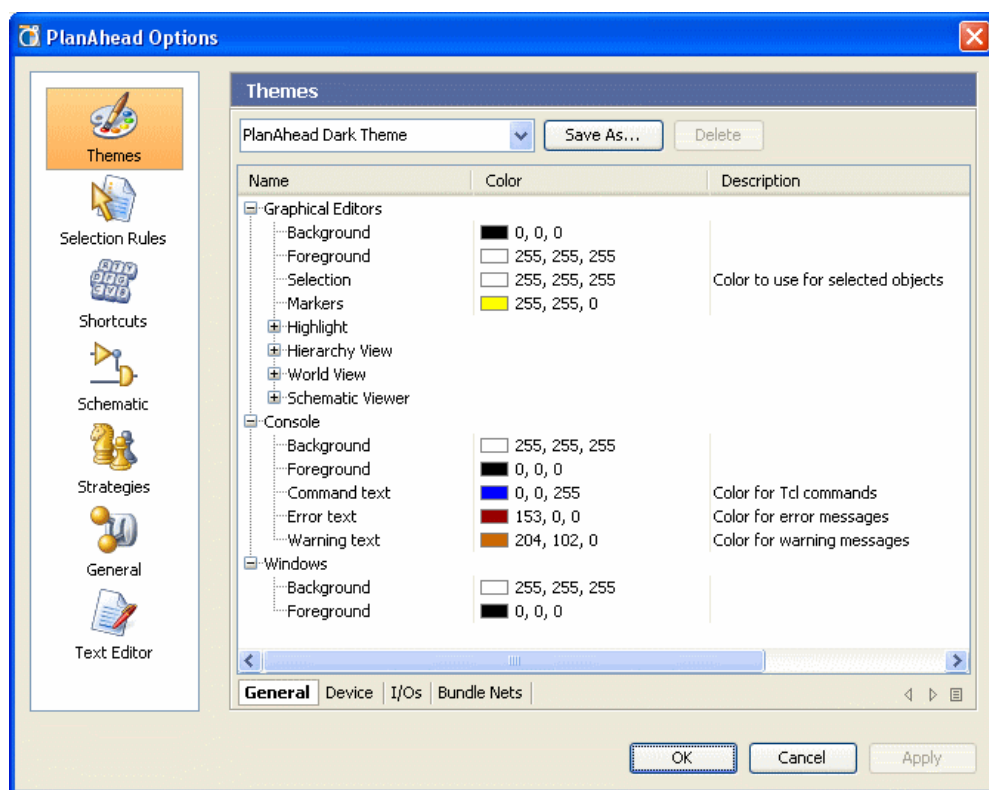 PlanAhead Options
Themes
Selection Rules
Shortcuts
Schematic
Strategies
General
Text Editor
Themes
PlanAhead Dark Theme Save As... Delete
Name Color Description
Graphical Editors
Background 0, 0, 0
Foreground 255, 255, 255
Selection 255, 255, 255 Color to use for selected objects
Markers 255, 255, 0
Highlight
Hierarchy View
World View
Schematic Viewer
Console
Background 255, 255, 255
Foreground 0, 0, 0
Command text 0, 0, 255 Color for Tcl commands
Error text 153, 0, 0 Color for error messages
Warning text 204, 102, 0 Color for warning messages
Windows
Background 255, 255, 255
Foreground 0, 0, 0
General Device I/Os Bundle Nets
OK Cancel Apply